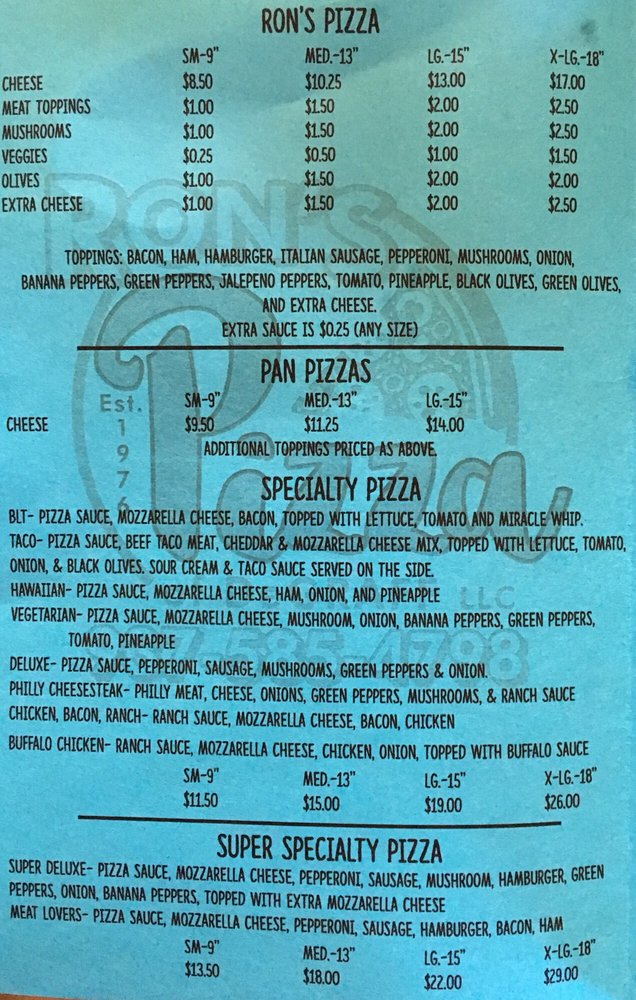 RON'S PIZZA
SM-9" MED.-13" LG.-15" X-LG.-18"
CHEESE $8.50 $10.25 $13.00 $17.00
MEAT TOPPINGS $1.00 $1.50 $2.00 $2.50
MUSHROOMS $1.00 $1.50 $2.00 $2.50
VEGGIES $0.25 $0.50 $1.00 $1.50
OLIVES $1.00 $1.50 $2.00 $2.00
EXTRA CHEESE $1.00 $1.50 $2.00 $2.50
RON'S
TOPPINGS: BACON, HAM, HAMBURGER, ITALIAN SAUSAGE, PEPPERONI, MUSHROOMS, ONION,
BANANA PEPPERS, GREEN PEPPERS, JALEPENO PEPPERS, TOMATO, PINEAPPLE, BLACK OLIVES, GREEN OLIVES,
AND EXTRA CHEESE.
EXTRA SAUCE IS $0.25 (ANY SIZE)
PAN PIZZAS
SM-9" MED.-13" LG.-15"
CHEESE $9.50 $11.25 $14.00
ADDITIONAL TOPPINGS PRICED AS ABOVE.
Est.
1976
Pizza
SPECIALTY PIZZA
BLT- PIZZA SAUCE, MOZZARELLA CHEESE, BACON, TOPPED WITH LETTUCE, TOMATO AND MIRACLE WHIP.
TACO- PIZZA SAUCE, BEEF TACO MEAT, CHEDDAR & MOZZARELLA CHEESE MIX, TOPPED WITH LETTUCE, TOMATO,
ONION, & BLACK OLIVES. SOUR CREAM & TACO SAUCE SERVED ON THE SIDE.
HAWAIIAN- PIZZA SAUCE, MOZZARELLA CHEESE, HAM, ONION, AND PINEAPPLE
LLC
VEGETARIAN- PIZZA SAUCE, MOZZARELLA CHEESE, MUSHROOM, ONION, BANANA PEPPERS, GREEN PEPPERS,
TOMATO, PINEAPPLE
7-585-4798
DELUXE- PIZZA SAUCE, PEPPERONI, SAUSAGE, MUSHROOMS, GREEN PEPPERS & ONION.
PHILLY CHEESESTEAK- PHILLY MEAT, CHEESE, ONIONS, GREEN PEPPERS, MUSHROOMS, & RANCH SAUCE
CHICKEN, BACON, RANCH- RANCH SAUCE, MOZZARELLA CHEESE, BACON, CHICKEN
BUFFALO CHICKEN- RANCH SAUCE, MOZZARELLA CHEESE, CHICKEN, ONION, TOPPED WITH BUFFALO SAUCE
SM-9" MED.-13" LG.-15" X-LG.-18"
$11.50 $15.00 $19.00 $26.00
SUPER SPECIALTY PIZZA
SUPER DELUXE- PIZZA SAUCE, MOZZARELLA CHEESE, PEPPERONI, SAUSAGE, MUSHROOM, HAMBURGER, GREEN
PEPPERS, ONION, BANANA PEPPERS, TOPPED WITH EXTRA MOZZARELLA CHEESE
MEAT LOVERS- PIZZA SAUCE, MOZZARELLA CHEESE, PEPPERONI, SAUSAGE, HAMBURGER, BACON, HAM
SM-9" MED.-13" LG.-15" X-LG.-18"
$13.50 $18.00 $22.00 $29.00